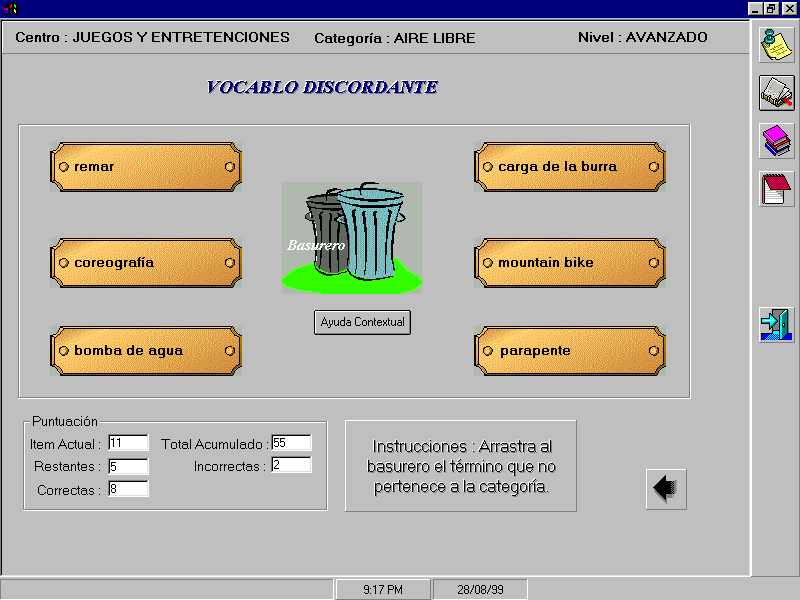 Centro : JUEGOS Y ENTRETENCIONES Categoría : AIRE LIBRE Nivel : AVANZADO
VOCABLO DISCORDANTE
remar
carga de la burra
Basurero
coreografía
mountain bike
Ayuda Contextual
bomba de agua
parapente
Puntuación
Item Actual : 11 Total Acumulado : 55
Restantes : 5 Incorrectas : 2
Correctas : 8
Instrucciones : Arrastra al
basurero el término que no
pertenece a la categoría.
9:17 PM 28/08/99